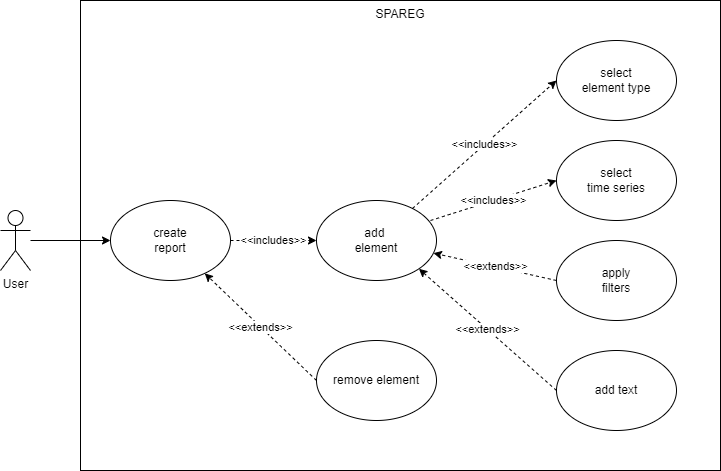 SPAREG
select
element type
<<includes>>
select
time series
<<includes>>
create
report
<<includes>>
add
element
<<extends>>
apply
filters
User
<<extends>>
<<extends>>
remove element
add text